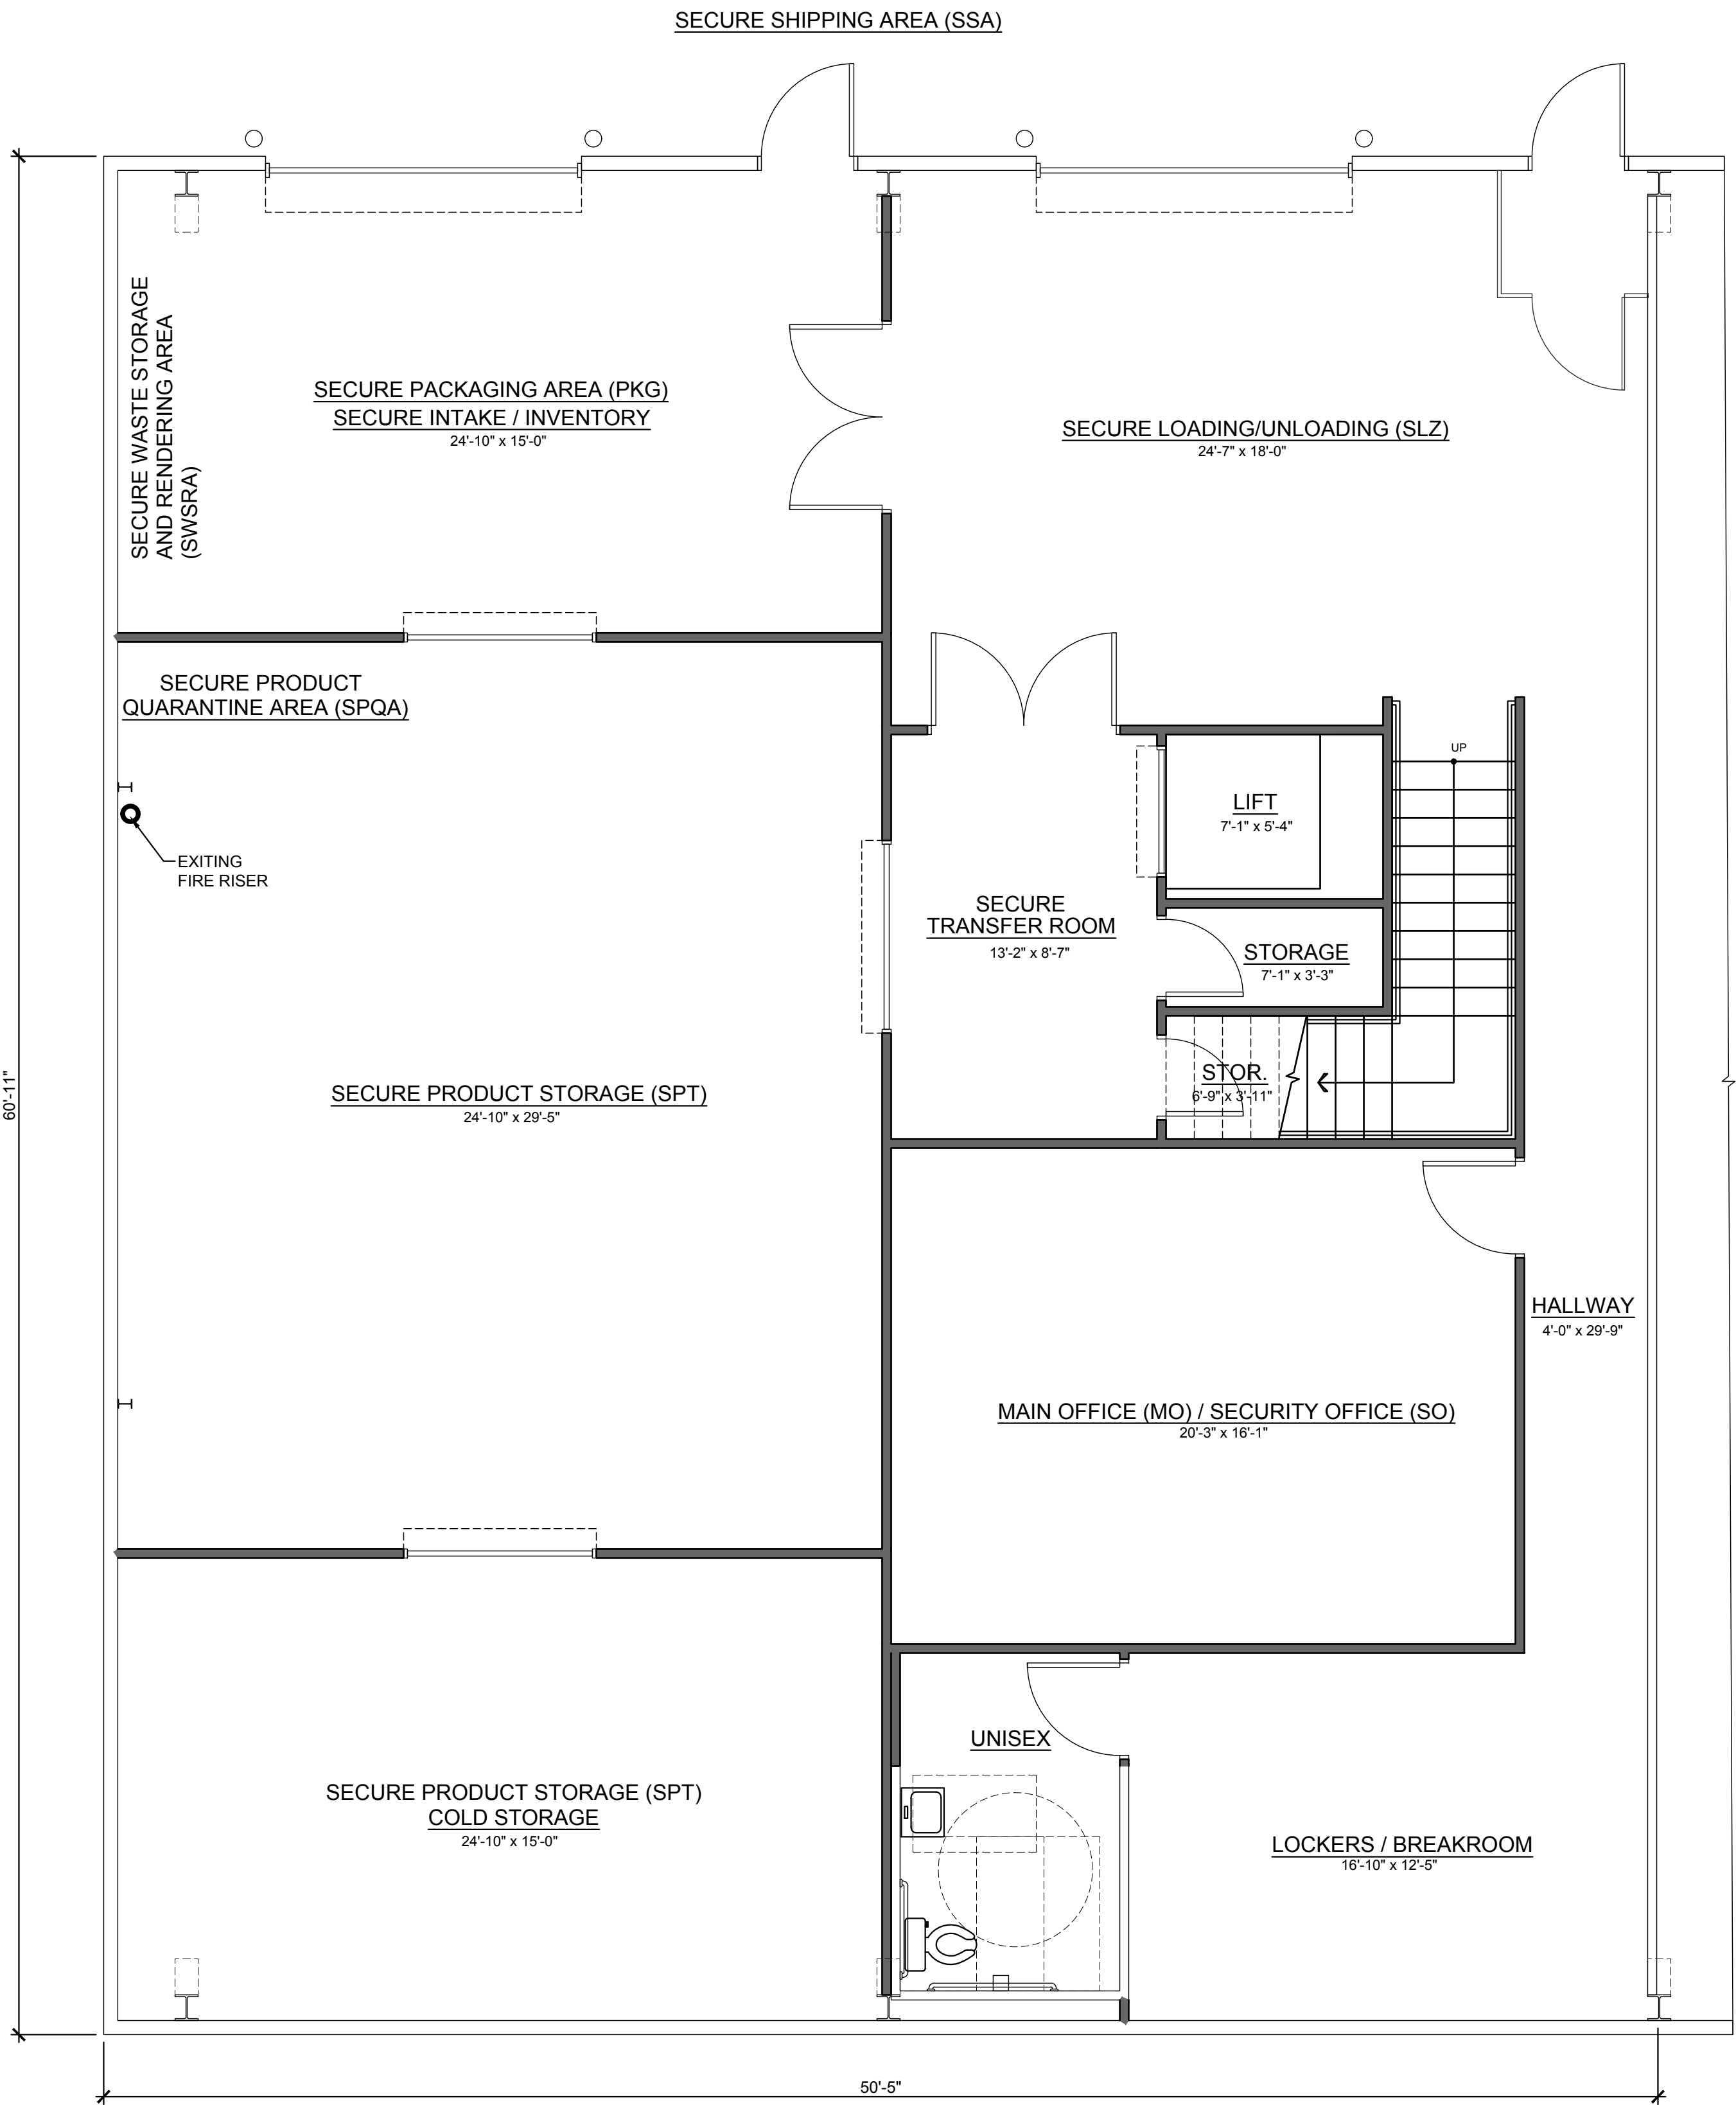 SECURE SHIPPING AREA (SSA)
SECURE WASTE STORAGE
AND RENDERING AREA
(SWSRA)
SECURE PACKAGING AREA (PKG)
SECURE INTAKE / INVENTORY
24'-10" x 15'-0"
SECURE LOADING/UNLOADING (SLZ)
24'-7" x 18'-0"
SECURE PRODUCT
QUARANTINE AREA (SPQA)
EXITING
FIRE RISER
UP
LIFT
7'-1" x 5'-4"
SECURE
TRANSFER ROOM
13'-2" x 8'-7"
STORAGE
7'-1" x 3'-3"
STOR.
6'-9" x 3'-11"
SECURE PRODUCT STORAGE (SPT)
24'-10" x 29'-5"
60'-11"
HALLWAY
4'-0" x 29'-9"
MAIN OFFICE (MO) / SECURITY OFFICE (SO)
20'-3" x 16'-1"
UNISEX
SECURE PRODUCT STORAGE (SPT)
COLD STORAGE
24'-10" x 15'-0"
LOCKERS / BREAKROOM
16'-10" x 12'-5"
50'-5"